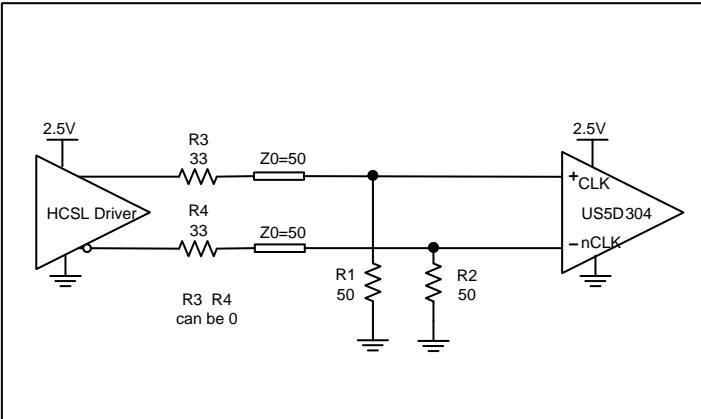 2.5V
2.5V
R3
33
Z0=50
+CLK
HCSL Driver
US5D304
R4
33
Z0=50
−nCLK
R1
50
R2
50
R3 R4
can be 0